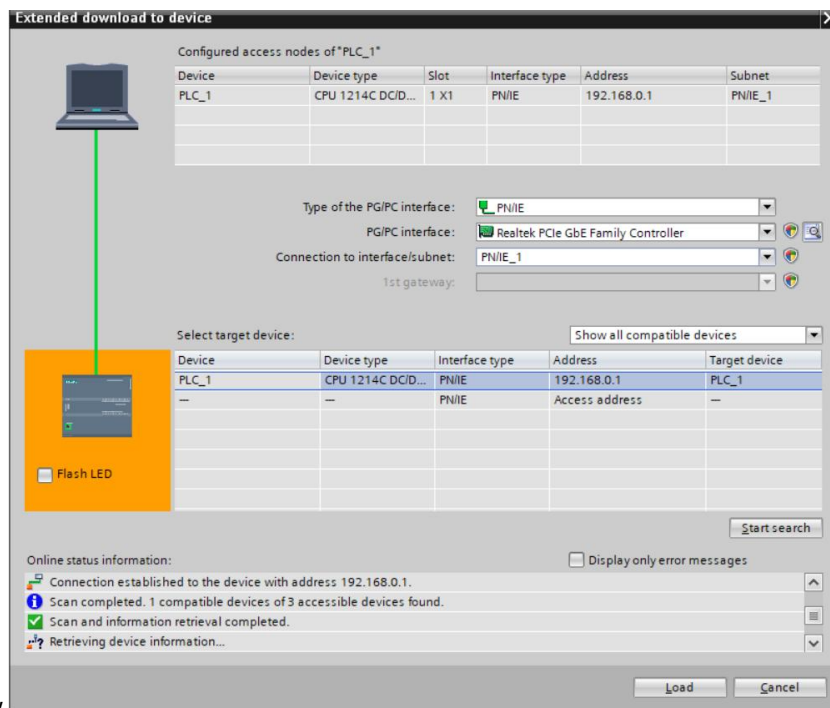 Extended download to device
Configured access nodes of "PLC_1"
Device Device type Slot Interface type Address Subnet
PLC_1 CPU 1214C DC/D... 1 X1 PN/IE 192.168.0.1 PN/IE_1
Type of the PG/PC interface: PN/IE
PG/PC interface: Realtek PCIe GbE Family Controller
Connection to interface/subnet: PN/IE_1
1st gateway:
Select target device: Show all compatible devices
Device Device type Interface type Address Target device
PLC_1 CPU 1214C DC/D... PN/IE 192.168.0.1 PLC_1
— — PN/IE Access address —
Flash LED
Start search
Online status information: Display only error messages
Connection established to the device with address 192.168.0.1.
Scan completed. 1 compatible devices of 3 accessible devices found.
Scan and information retrieval completed.
Retrieving device information...
Load Cancel